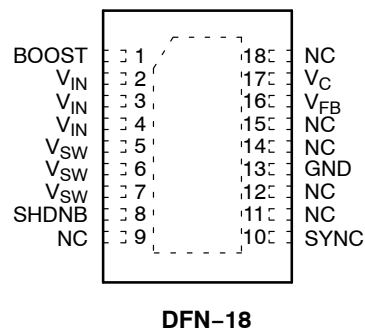 BOOST 1 18 NC
VIN 2 17 VC
VIN 3 16 VFB
VIN 4 15 NC
VSW 5 14 NC
VSW 6 13 GND
VSW 7 12 NC
SHDNB 8 11 NC
NC 9 10 SYNC
DFN−18